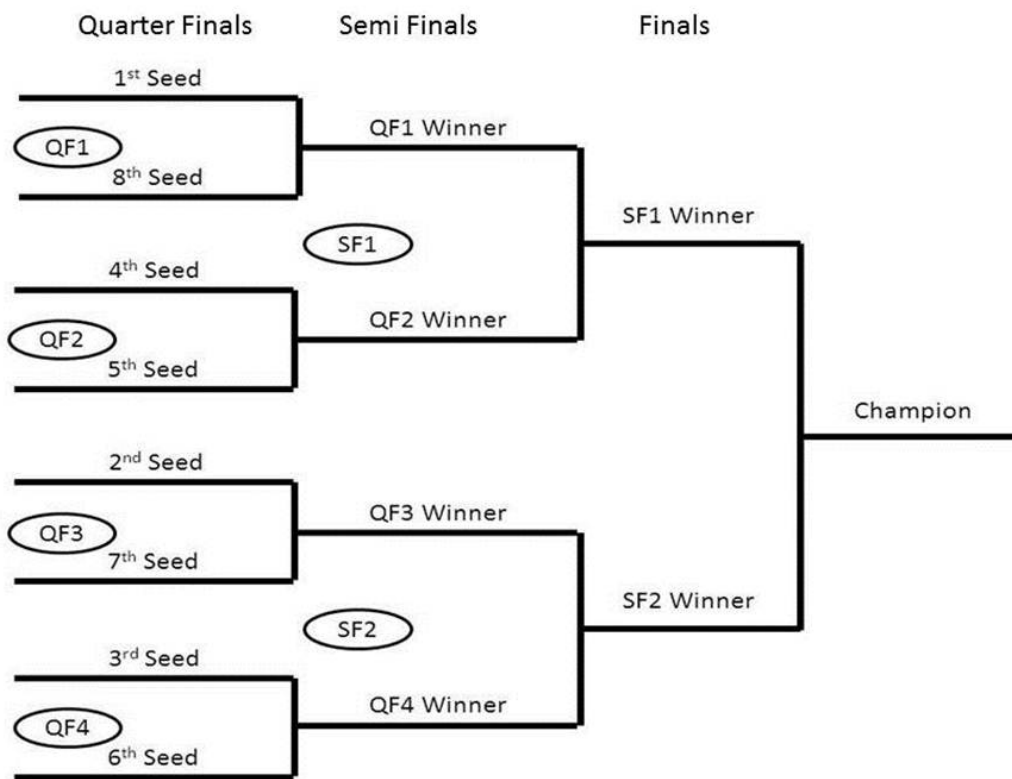 Quarter Finals Semi Finals Finals
1st Seed
QF1 Winner
QF1
8th Seed
SF1 Winner
SF1
4th Seed
QF2 Winner
QF2
5th Seed
Champion
2nd Seed
QF3 Winner
QF3
7th Seed
SF2 Winner
SF2
3rd Seed
QF4 Winner
QF4
6th Seed